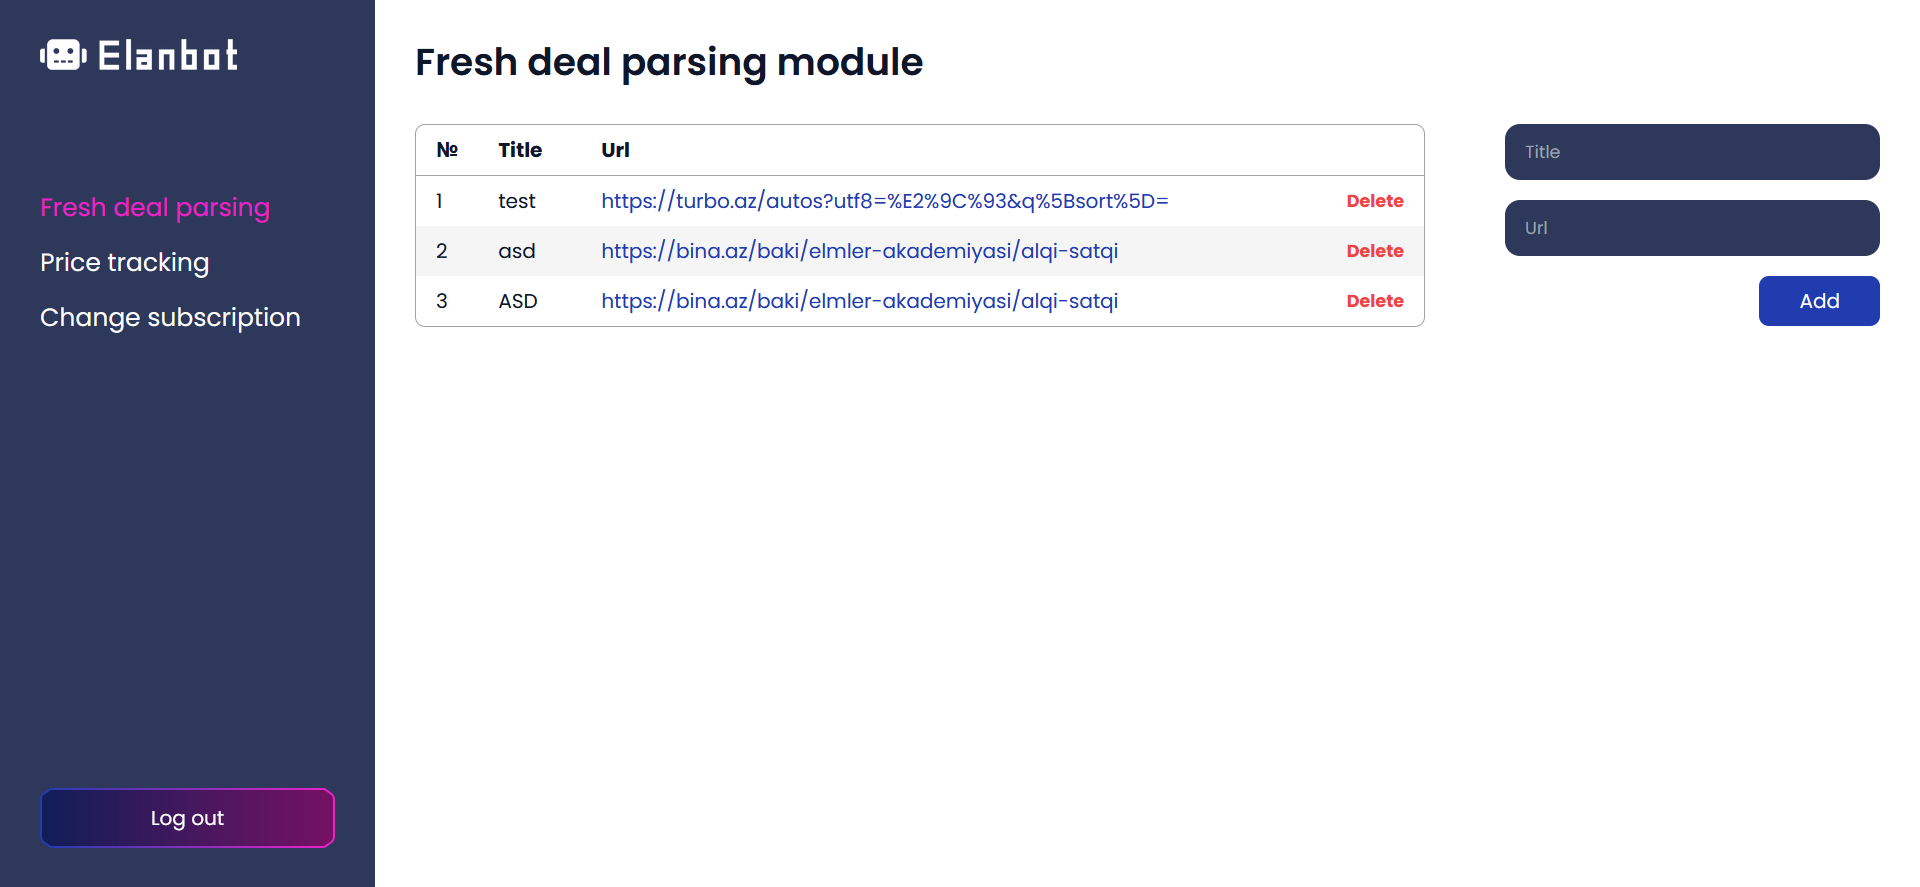 Elanbot
Fresh deal parsing
Price tracking
Change subscription
Log out
Fresh deal parsing module
№ Title Url
1 test https://turbo.az/autos?utf8=%E2%9C%93&q%5Bsort%5D= Delete
2 asd https://bina.az/baki/elmler-akademiyasi/alqi-satqi Delete
3 ASD https://bina.az/baki/elmler-akademiyasi/alqi-satqi Delete
Title
Url
Add